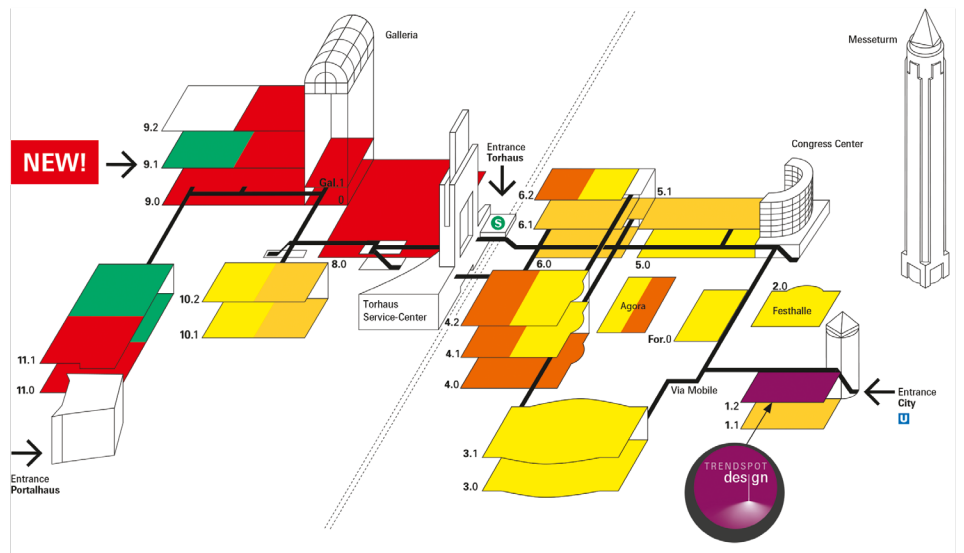 Galleria
Messeturm
9.2
NEW!
9.1
Entrance
Torhaus
Congress Center
9.0
Gal.1
0
S
6.2
5.1
6.1
8.0
6.0
5.0
10.2
2.0
Torhaus
Service-Center
4.2
Agora
Festhalle
10.1
11.1
4.1
For.0
11.0
4.0
Via Mobile
Entrance
City
U
1.2
1.1
3.1
TRENDSPOT
design
Entrance
Portalhaus
3.0